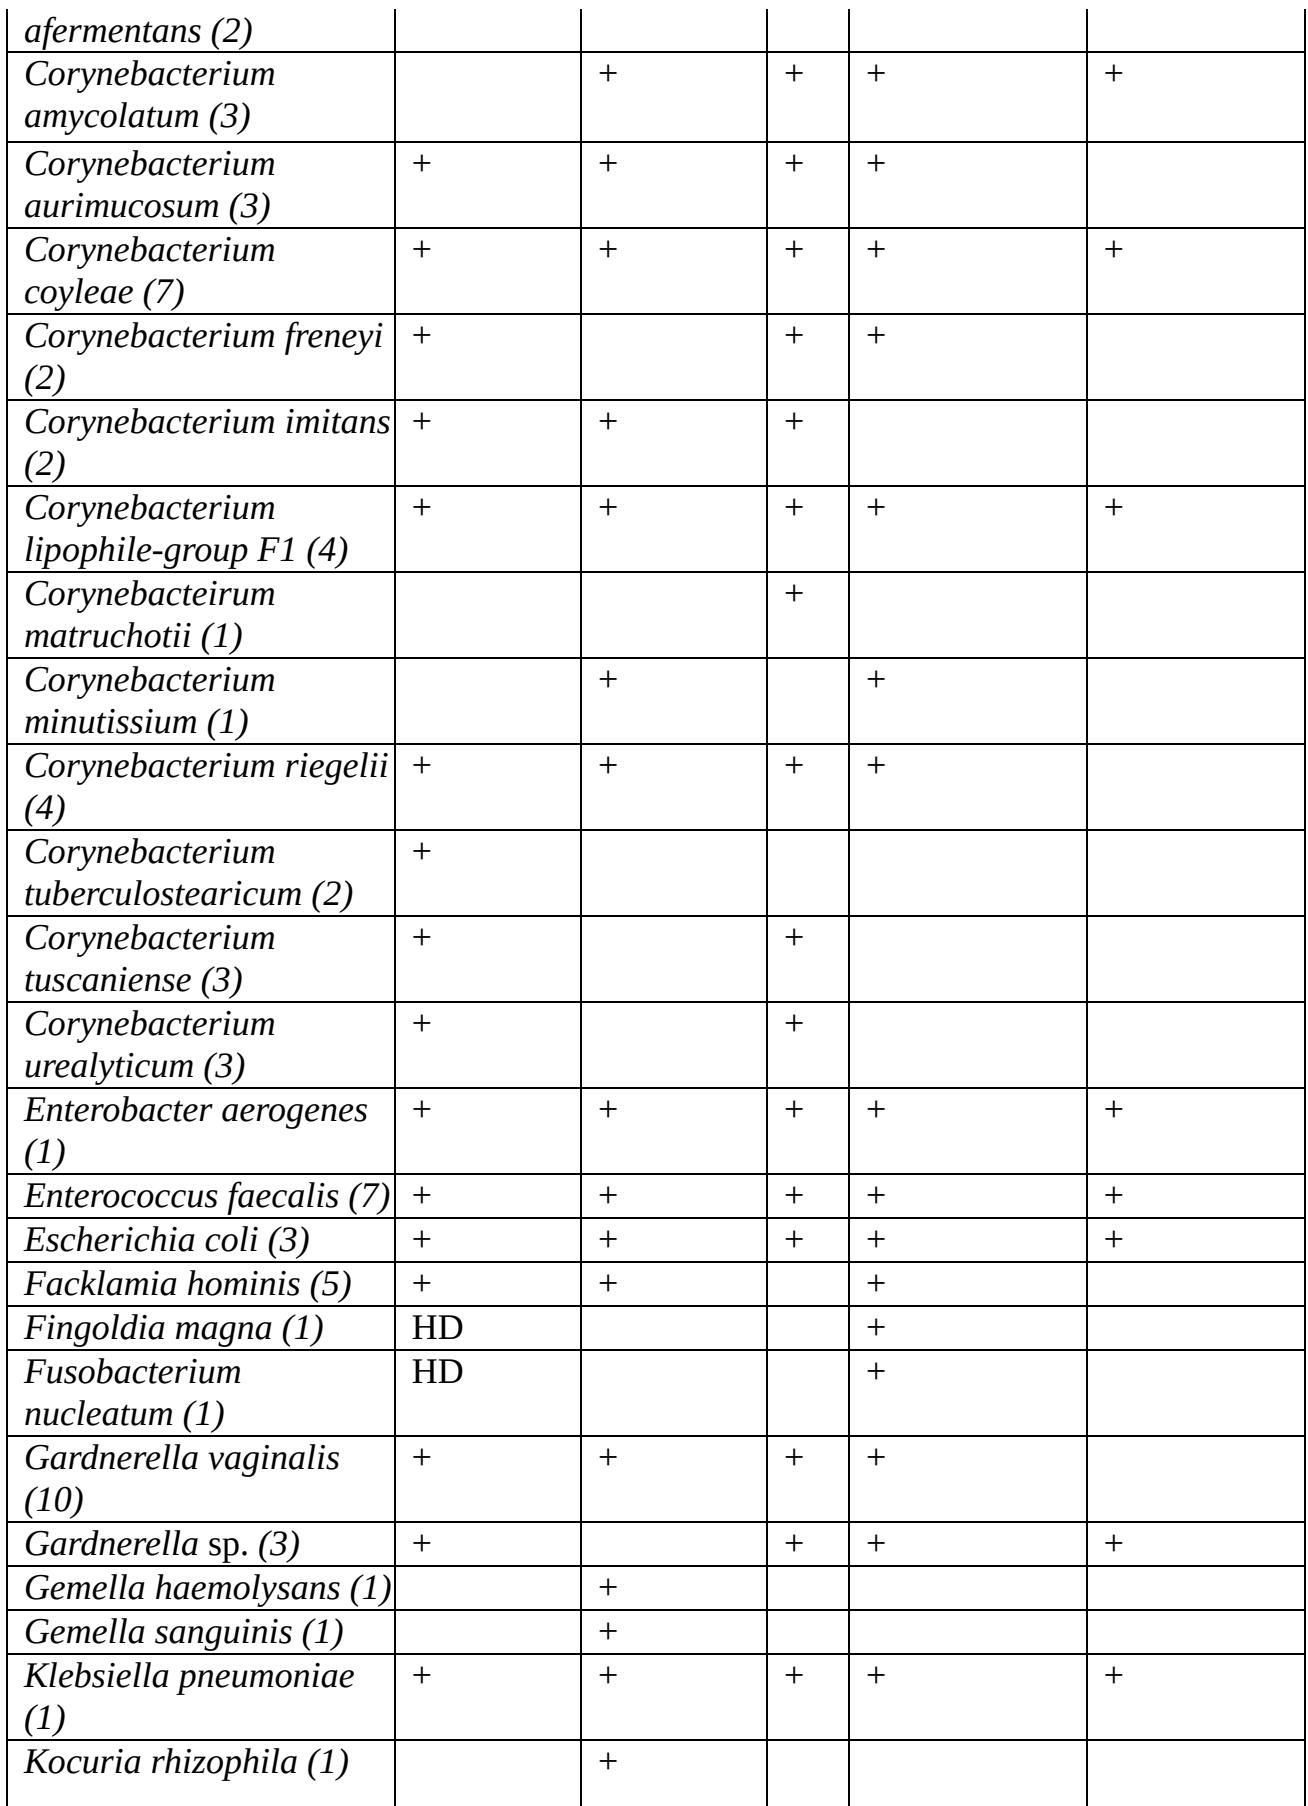 afermentans (2)
Corynebacterium + + + +
amycolatum (3)
Corynebacterium + + + +
aurimucosum (3)
Corynebacterium + + + + +
coyleae (7)
Corynebacterium freneyi + + +
(2)
Corynebacterium imitans + + +
(2)
Corynebacterium + + + + +
lipophile-group F1 (4)
Corynebacteirum +
matruchotii (1)
Corynebacterium + +
minutissium (1)
Corynebacterium riegelii + + + +
(4)
Corynebacterium +
tuberculostearicum (2)
Corynebacterium + +
tuscaniense (3)
Corynebacterium + +
urealyticum (3)
Enterobacter aerogenes + + + + +
(1)
Enterococcus faecalis (7) + + + + +
Escherichia coli (3) + + + + +
Facklamia hominis (5) + + +
Fingoldia magna (1) HD +
Fusobacterium HD +
nucleatum (1)
Gardnerella vaginalis + + + +
(10)
Gardnerella sp. (3) + + + +
Gemella haemolysans (1) +
Gemella sanguinis (1) +
Klebsiella pneumoniae + + + + +
(1)
Kocuria rhizophila (1) +